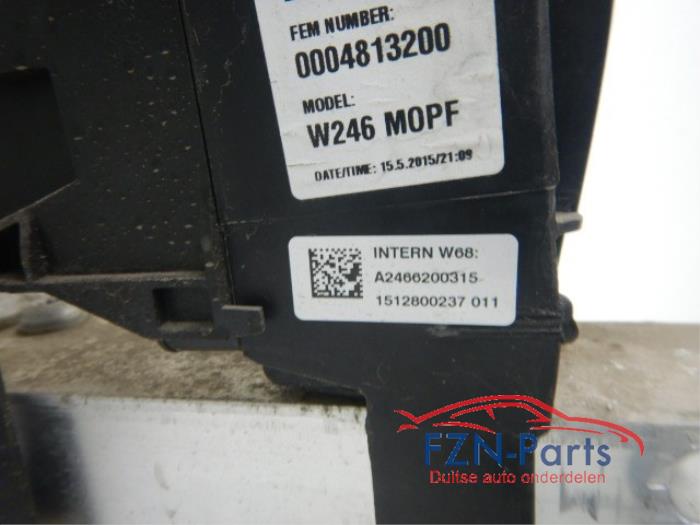 FEM NUMBER:
0004813200
MODEL:
W246 MOPF
DATE/TIME: 15.5.2015/21:09
INTERN W68:
A2466200315
1512800237 011
FZN-Parts
Duitse auto onderdelen